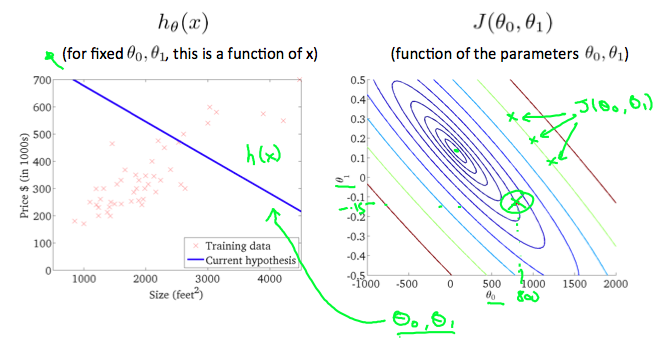 hθ(x)
(for fixed θ0, θ1, this is a function of x)
700
600
500
400
300
200
100
0
Price $ (in 1000s)
h(x)
Training data
Current hypothesis
1000 2000 3000 4000
Size (feet²)
θ0, θ1
J(θ0, θ1)
(function of the parameters θ0, θ1)
0.5
0.4
0.3
0.2
0.1
0
-0.1
-0.2
-0.3
-0.4
-0.5
θ1
-.15
J(θ0, θ1)
-1000 -500 0 500 1000 1500 2000
θ0
800